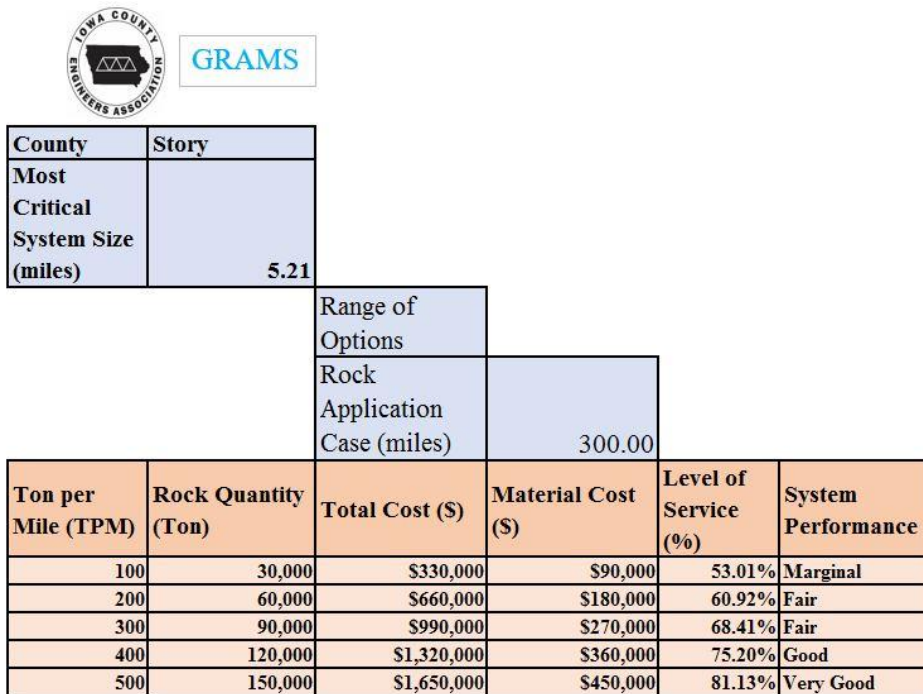 IOWA COUNTY
ENGINEERS ASSOCIATION
GRAMS
County Story
Most
Critical
System Size
(miles) 5.21
Range of
Options
Rock
Application
Case (miles) 300.00
Ton per
Mile (TPM)
Rock Quantity
(Ton)
Total Cost ($)
Material Cost
($)
Level of
Service
(%)
System
Performance
100 30,000 $330,000 $90,000 53.01% Marginal
200 60,000 $660,000 $180,000 60.92% Fair
300 90,000 $990,000 $270,000 68.41% Fair
400 120,000 $1,320,000 $360,000 75.20% Good
500 150,000 $1,650,000 $450,000 81.13% Very Good